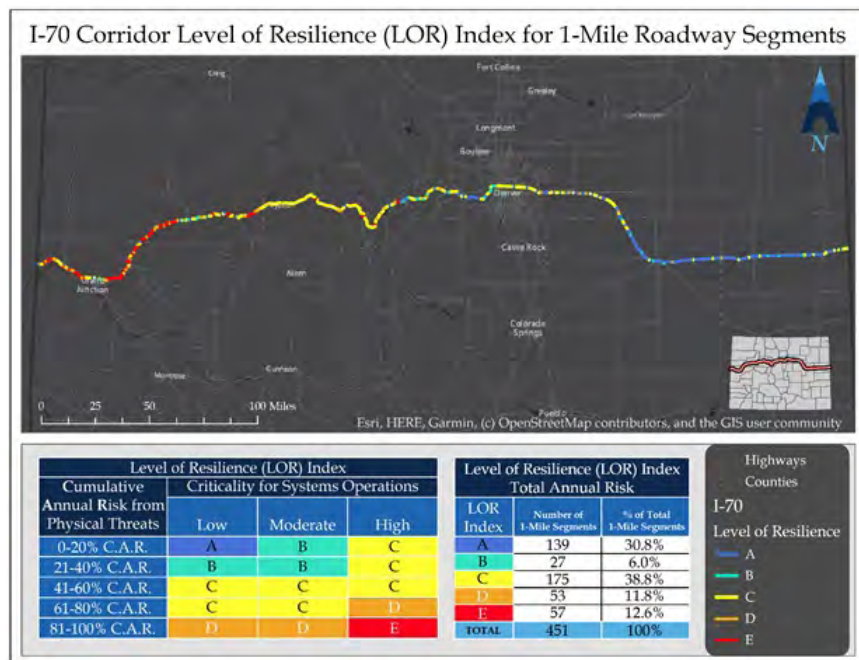 I-70 Corridor Level of Resilience (LOR) Index for 1-Mile Roadway Segments
Craig
Fort Collins
Greeley
Longmont
Boulder
N
Denver
Castle Rock
Grand
Junction
Aspen
Colorado
Springs
Montrose
Gunnison
Pueblo
0 25 50 100 Miles
Esri, HERE, Garmin, (c) OpenStreetMap contributors, and the GIS user community
Level of Resilience (LOR) Index
Cumulative
Annual Risk from
Physical Threats
Criticality for Systems Operations
Low Moderate High
0-20% C.A.R. A B C
21-40% C.A.R. B B C
41-60% C.A.R. C C C
61-80% C.A.R. C C D
81-100% C.A.R. D D E
Level of Resilience (LOR) Index
Total Annual Risk
LOR
Index
Number of
1-Mile Segments
% of Total
1-Mile Segments
A 139 30.8%
B 27 6.0%
C 175 38.8%
D 53 11.8%
E 57 12.6%
TOTAL 451 100%
Highways
Counties
I-70
Level of Resilience
A
B
C
D
E